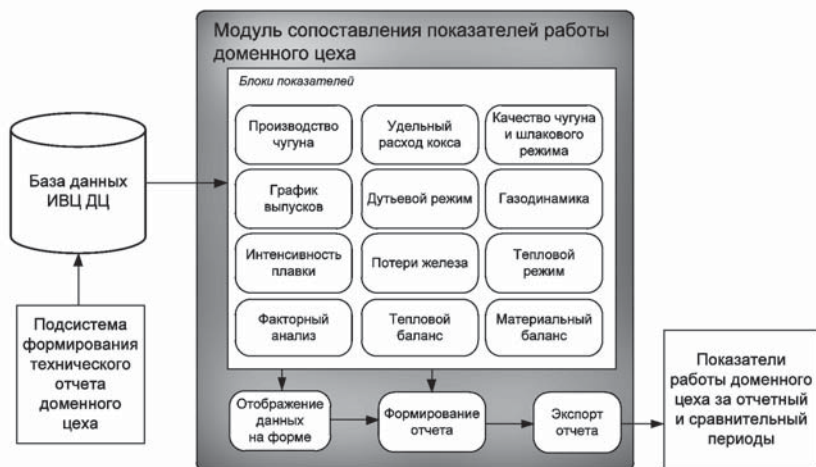 Модуль сопоставления показателей работы
доменного цеха
Блоки показателей
Производство
чугуна
Удельный
расход кокса
Качество чугуна
и шлакового
режима
График
выпусков
Дутьевой режим
Газодинамика
Интенсивность
плавки
Потери железа
Тепловой
режим
Факторный
анализ
Тепловой
баланс
Материальный
баланс
База данных
ИВЦ ДЦ
Подсистема
формирования
технического
отчета
доменного
цеха
Отображение
данных
на форме
Формирование
отчета
Экспорт
отчета
Показатели
работы доменного
цеха за отчетный
и сравнительный
периоды